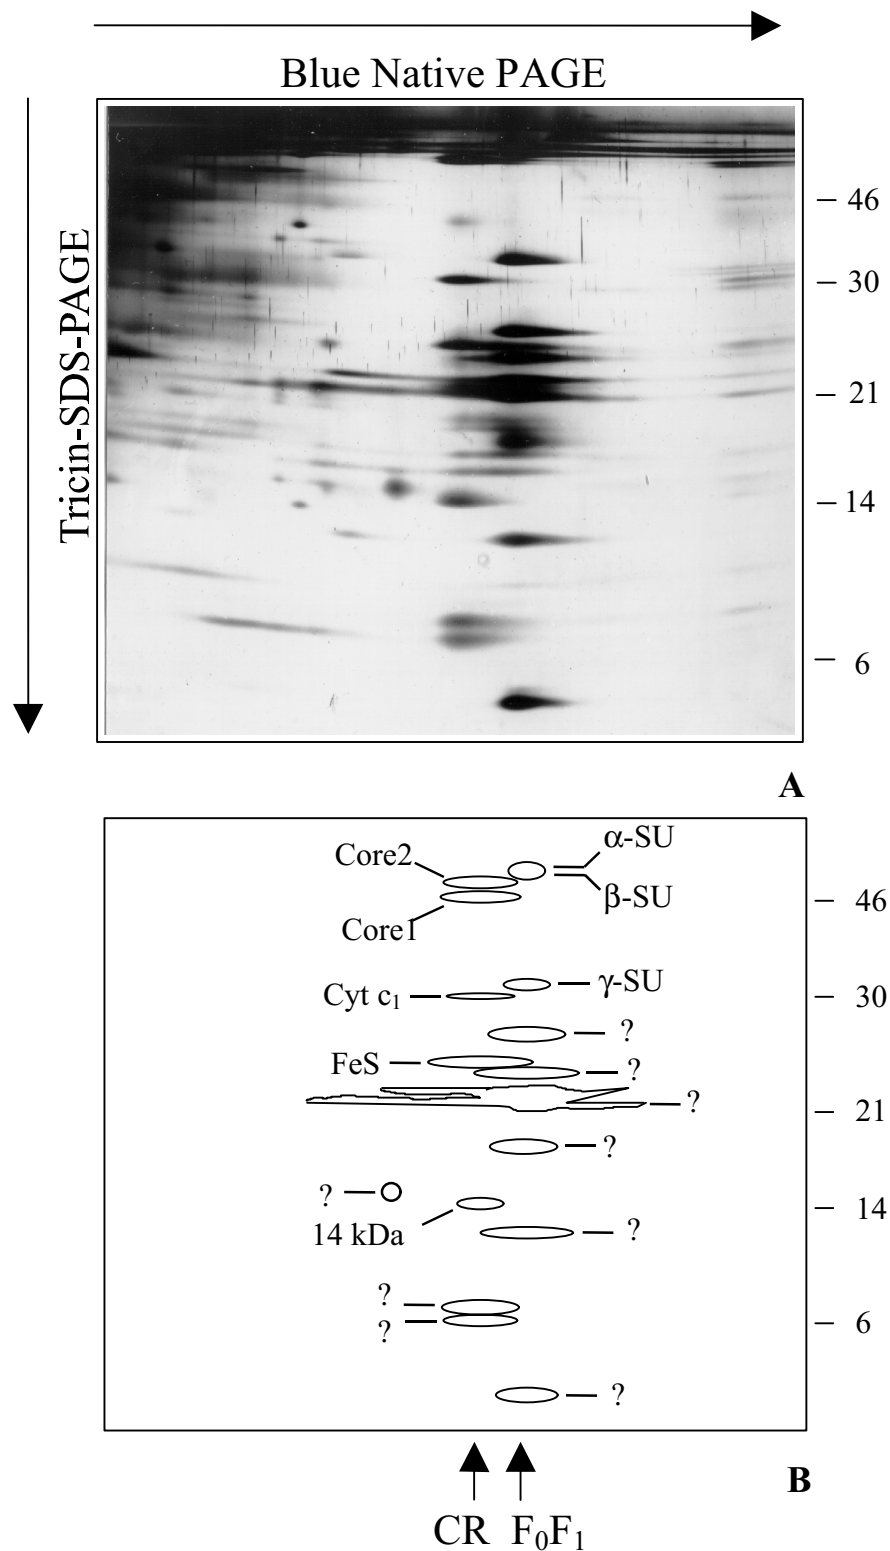 Blue Native PAGE
Tricin-SDS-PAGE
46
30
21
14
6
A
Core2
α-SU
β-SU
46
Core1
Cyt c₁
γ-SU
30
?
FeS
?
?
21
?
?
14
14 kDa
?
?
?
6
?
B
CR F₀F₁